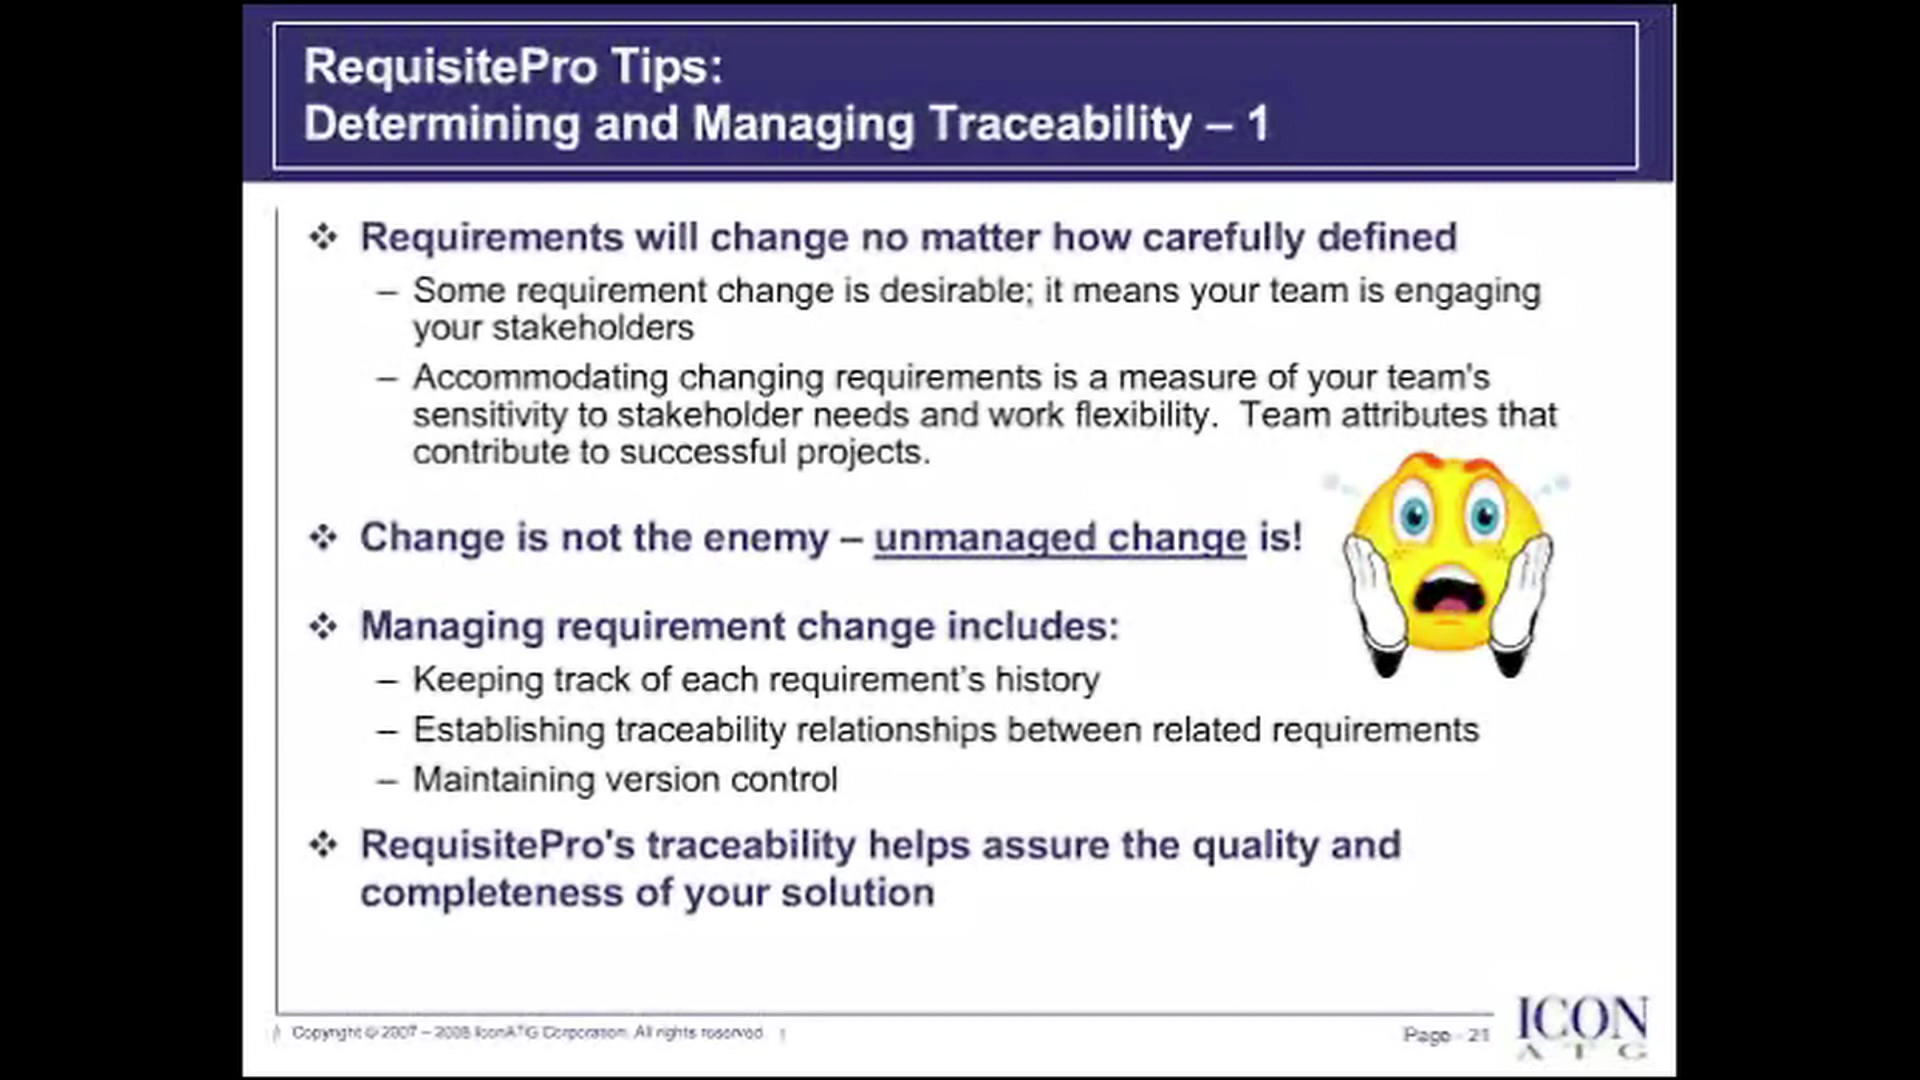 RequisitePro Tips:
Determining and Managing Traceability – 1
❖ Requirements will change no matter how carefully defined
– Some requirement change is desirable; it means your team is engaging
your stakeholders
– Accommodating changing requirements is a measure of your team's
sensitivity to stakeholder needs and work flexibility.  Team attributes that
contribute to successful projects.
❖ Change is not the enemy – unmanaged change is!
❖ Managing requirement change includes:
– Keeping track of each requirement’s history
– Establishing traceability relationships between related requirements
– Maintaining version control
❖ RequisitePro's traceability helps assure the quality and
completeness of your solution
Copyright © 2007 – 2008 IconATG Corporation. All rights reserved
Page - 21
ICON
ATG